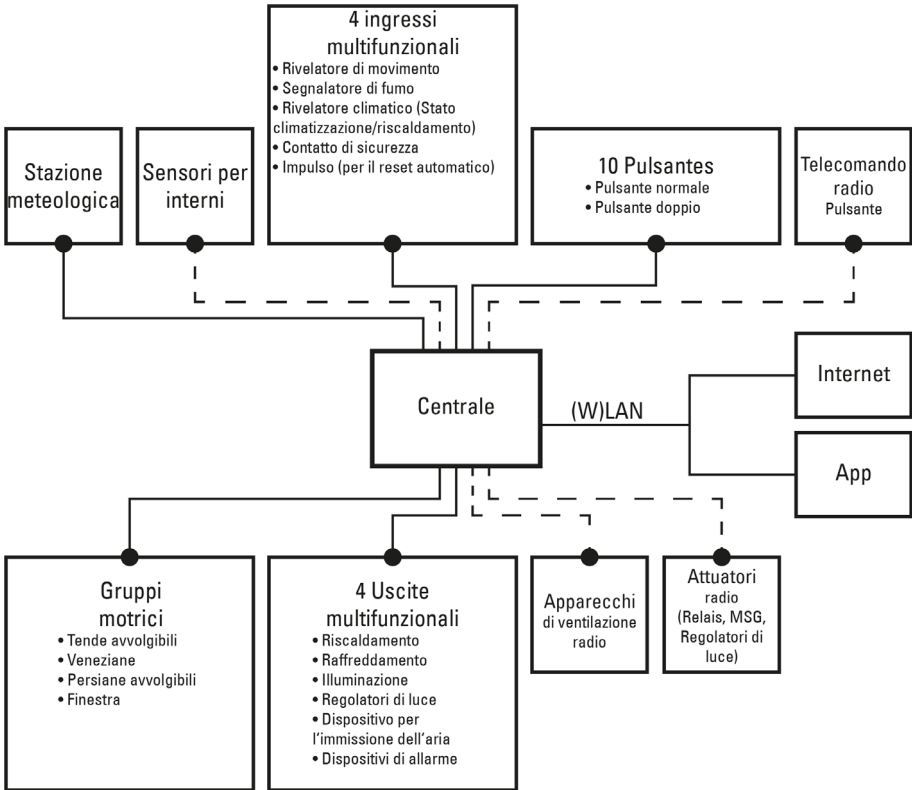 4 ingressi
multifunzionali
• Rivelatore di movimento
• Segnalatore di fumo
• Rivelatore climatico (Stato
climatizzazione/riscaldamento)
• Contatto di sicurezza
• Impulso (per il reset automatico)
Stazione
meteologica
Sensori per
interni
10 Pulsantes
• Pulsante normale
• Pulsante doppio
Telecomando
radio
Pulsante
Centrale
(W)LAN
Internet
App
Gruppi
motrici
• Tende avvolgibili
• Veneziane
• Persiane avvolgibili
• Finestra
4 Uscite
multifunzionali
• Riscaldamento
• Raffreddamento
• Illuminazione
• Regolatori di luce
• Dispositivo per
l'immissione dell'aria
• Dispositivi di allarme
Apparecchi
di ventilazione
radio
Attuatori
radio
(Relais, MSG,
Regolatori di
luce)